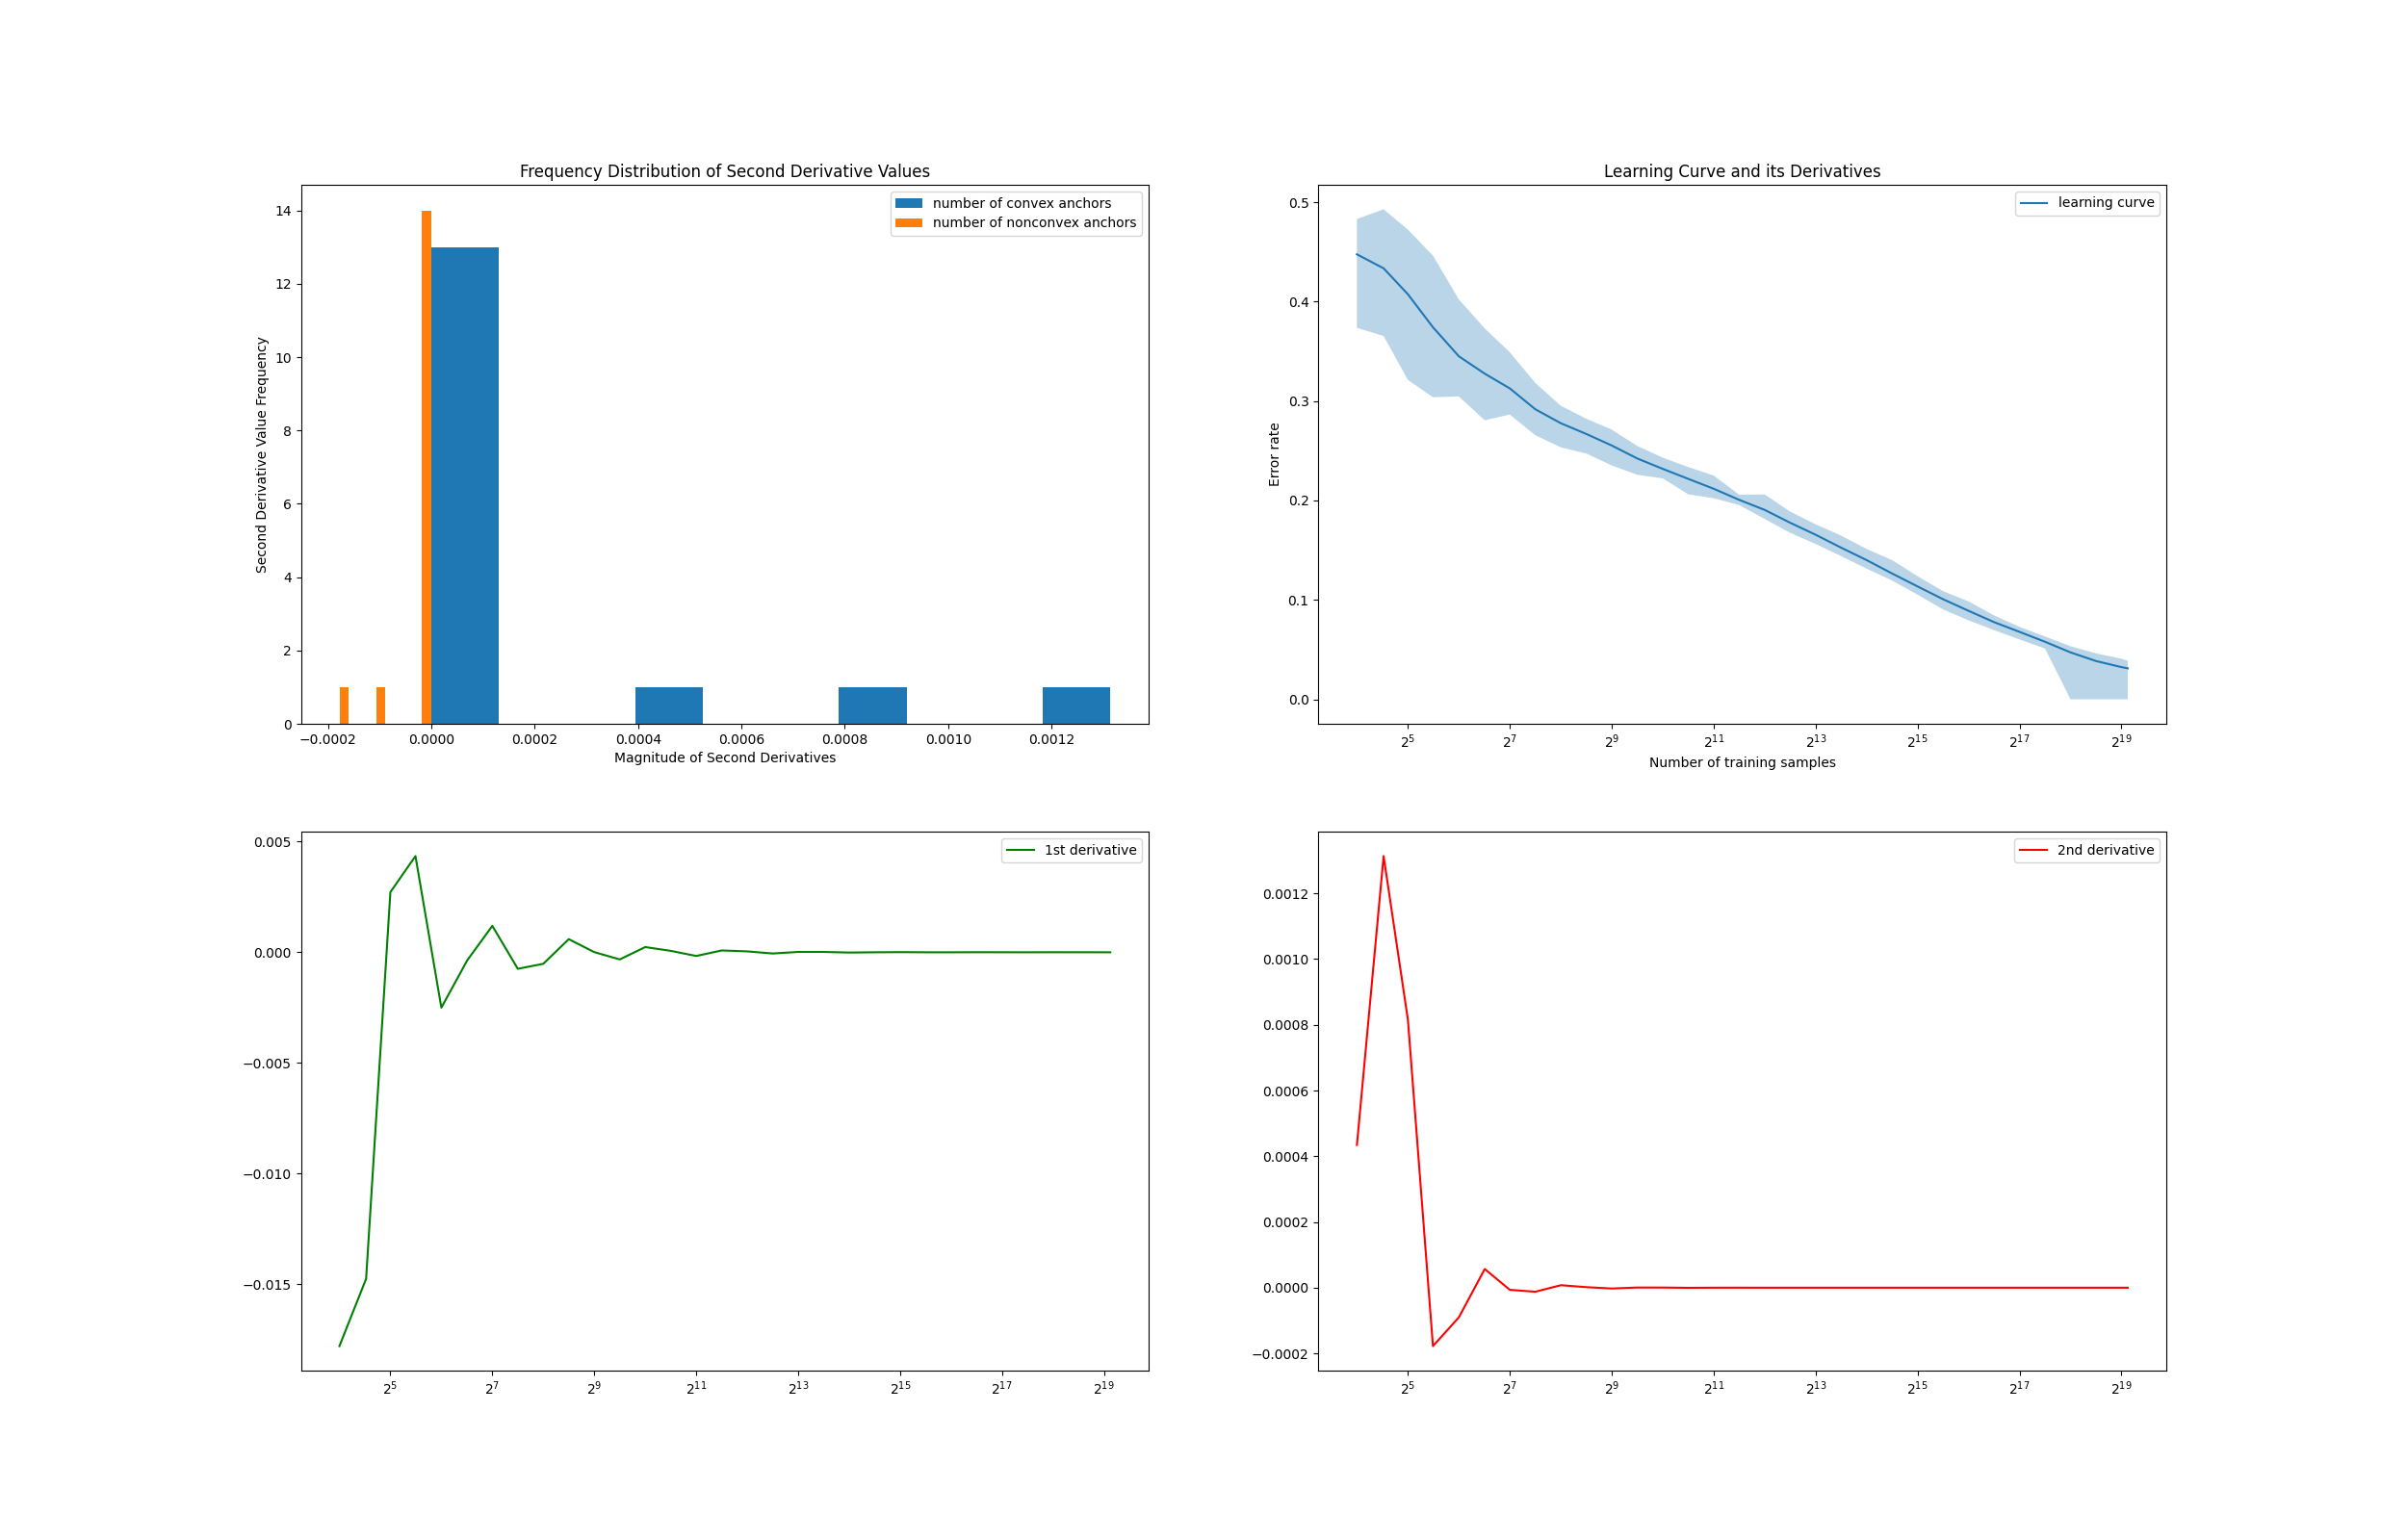 Frequency Distribution of Second Derivative Values
number of convex anchors
number of nonconvex anchors
Second Derivative Value Frequency
14
12
10
8
6
4
2
0
−0.0002 0.0000 0.0002 0.0004 0.0006 0.0008 0.0010 0.0012
Magnitude of Second Derivatives
Learning Curve and its Derivatives
learning curve
Error rate
0.5
0.4
0.3
0.2
0.1
0.0
2^5 2^7 2^9 2^11 2^13 2^15 2^17 2^19
Number of training samples
1st derivative
0.005
0.000
−0.005
−0.010
−0.015
2^5 2^7 2^9 2^11 2^13 2^15 2^17 2^19
2nd derivative
0.0012
0.0010
0.0008
0.0006
0.0004
0.0002
0.0000
−0.0002
2^5 2^7 2^9 2^11 2^13 2^15 2^17 2^19